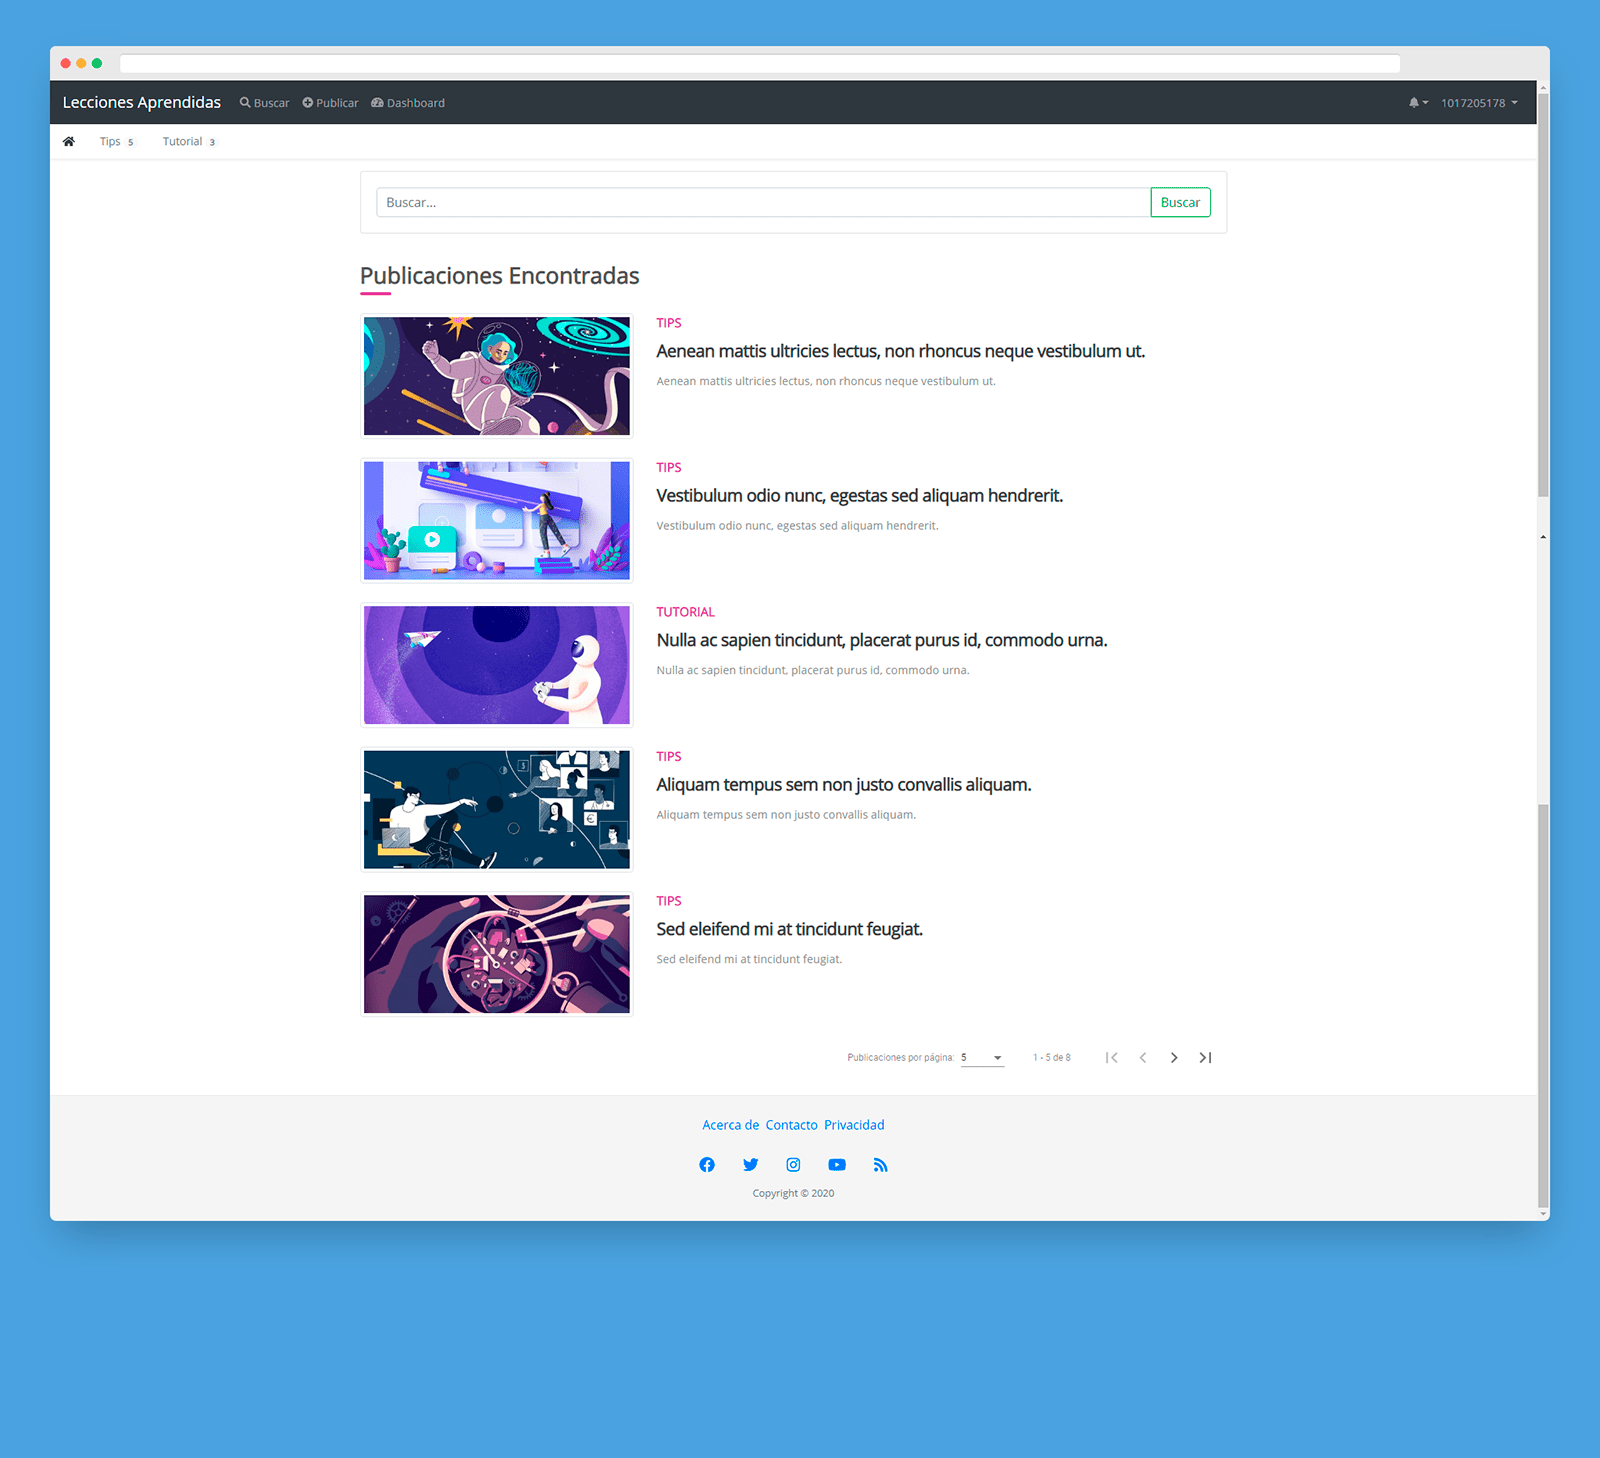 Lecciones Aprendidas Buscar Publicar Dashboard 1017205178
Tips 5 Tutorial 3
Buscar... Buscar
Publicaciones Encontradas
TIPS
Aenean mattis ultricies lectus, non rhoncus neque vestibulum ut.
Aenean mattis ultricies lectus, non rhoncus neque vestibulum ut.
TIPS
Vestibulum odio nunc, egestas sed aliquam hendrerit.
Vestibulum odio nunc, egestas sed aliquam hendrerit.
TUTORIAL
Nulla ac sapien tincidunt, placerat purus id, commodo urna.
Nulla ac sapien tincidunt, placerat purus id, commodo urna.
TIPS
Aliquam tempus sem non justo convallis aliquam.
Aliquam tempus sem non justo convallis aliquam.
TIPS
Sed eleifend mi at tincidunt feugiat.
Sed eleifend mi at tincidunt feugiat.
Publicaciones por página: 5 1 - 5 de 8
Acerca de Contacto Privacidad
Copyright © 2020